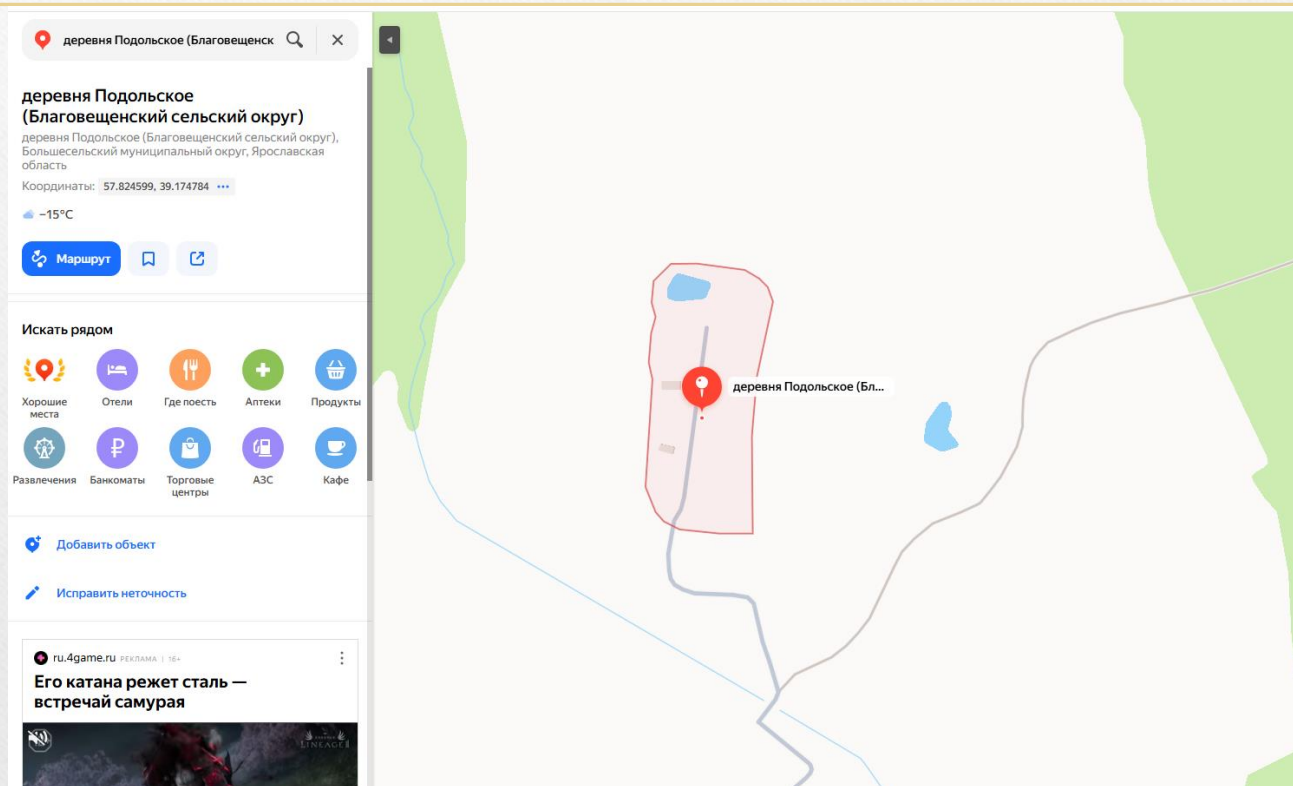 деревня Подольское (Благовещенск
деревня Подольское
(Благовещенский сельский округ)
деревня Подольское (Благовещенский сельский округ),
Большесельский муниципальный округ, Ярославская
область
Координаты: 57.824599, 39.174784 •••
−15°C
Маршрут
Искать рядом
Хорошие места
Отели
Где поесть
Аптеки
Продукты
Развлечения
Банкоматы
Торговые центры
АЗС
Кафе
Добавить объект
Исправить неточность
ru.4game.ru РЕКЛАМА | 16+
Его катана режет сталь —
встречай самурая
LINEAGE II
деревня Подольское (Бл...